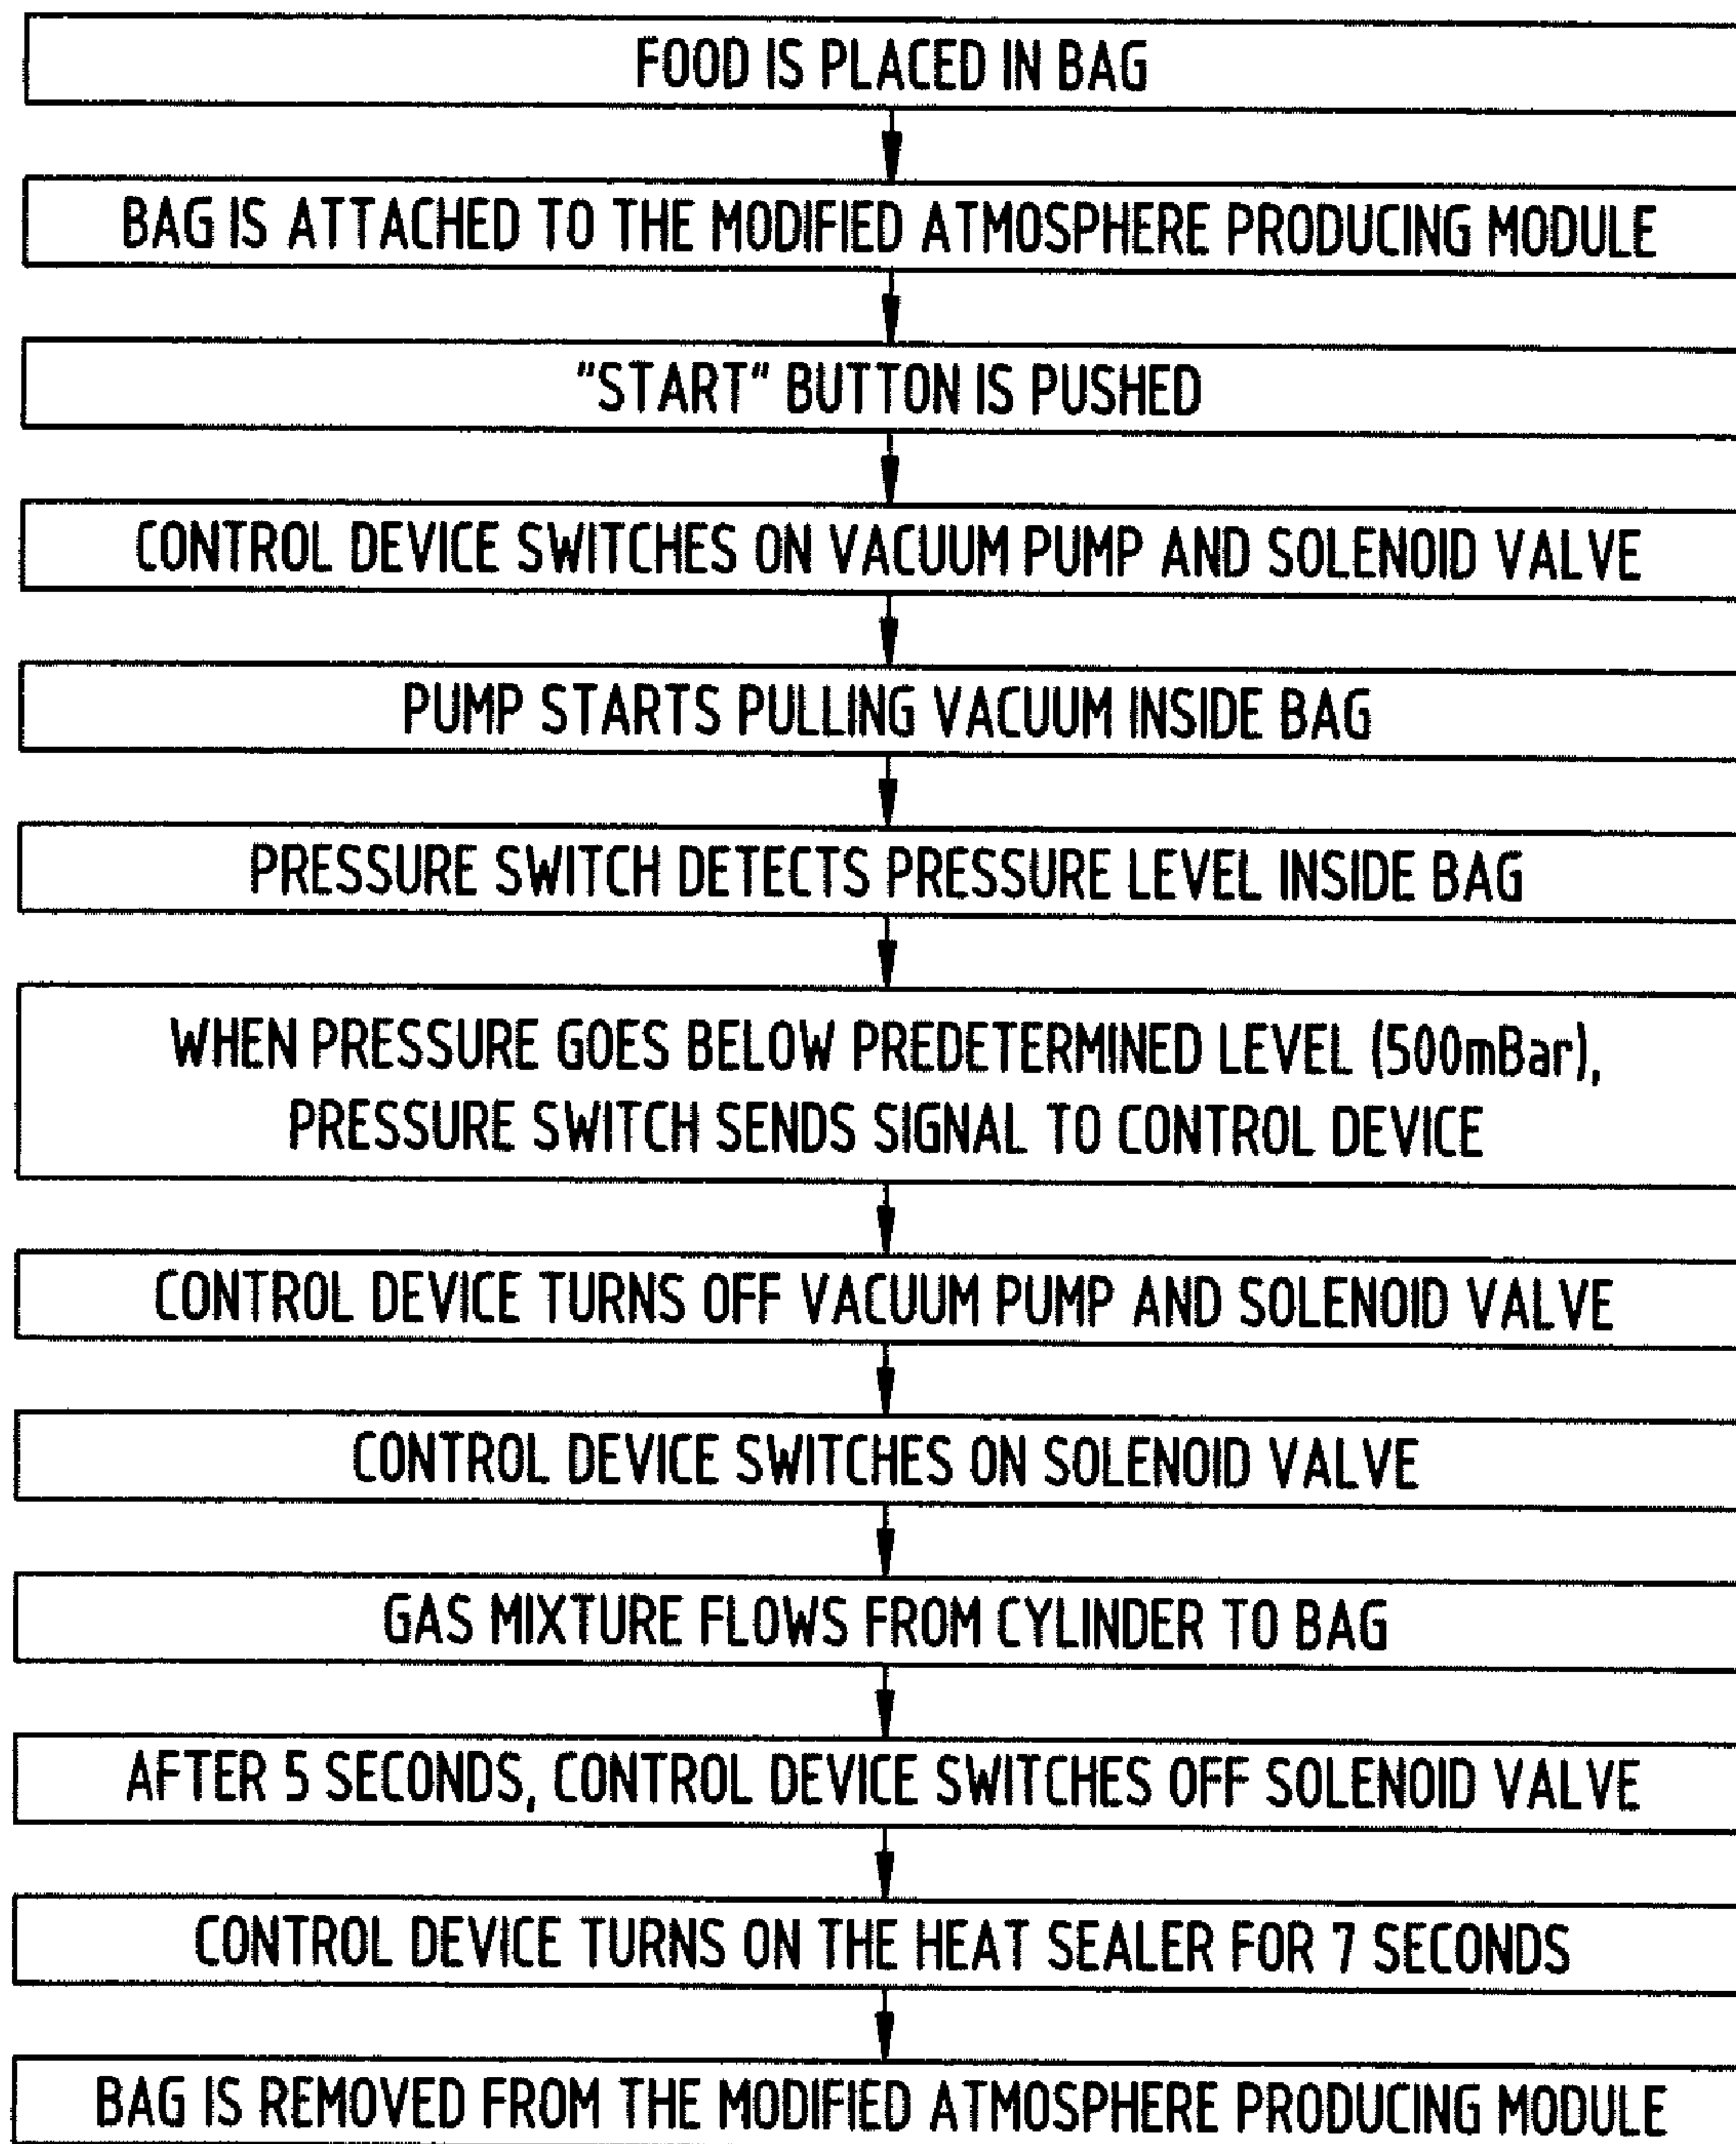 FOOD IS PLACED IN BAG
BAG IS ATTACHED TO THE MODIFIED ATMOSPHERE PRODUCING MODULE
"START" BUTTON IS PUSHED
CONTROL DEVICE SWITCHES ON VACUUM PUMP AND SOLENOID VALVE
PUMP STARTS PULLING VACUUM INSIDE BAG
PRESSURE SWITCH DETECTS PRESSURE LEVEL INSIDE BAG
WHEN PRESSURE GOES BELOW PREDETERMINED LEVEL (500mBar),
PRESSURE SWITCH SENDS SIGNAL TO CONTROL DEVICE
CONTROL DEVICE TURNS OFF VACUUM PUMP AND SOLENOID VALVE
CONTROL DEVICE SWITCHES ON SOLENOID VALVE
GAS MIXTURE FLOWS FROM CYLINDER TO BAG
AFTER 5 SECONDS, CONTROL DEVICE SWITCHES OFF SOLENOID VALVE
CONTROL DEVICE TURNS ON THE HEAT SEALER FOR 7 SECONDS
BAG IS REMOVED FROM THE MODIFIED ATMOSPHERE PRODUCING MODULE